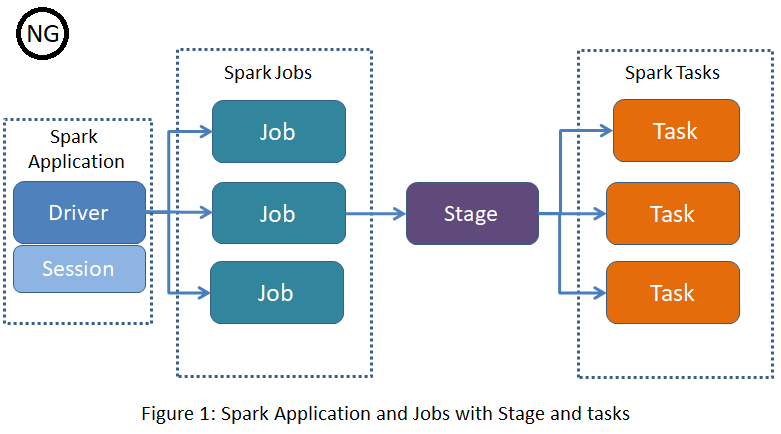 NG
Spark Jobs
Spark Tasks
Job
Task
Spark
Application
Driver
Job
Stage
Task
Session
Job
Task
Figure 1: Spark Application and Jobs with Stage and tasks